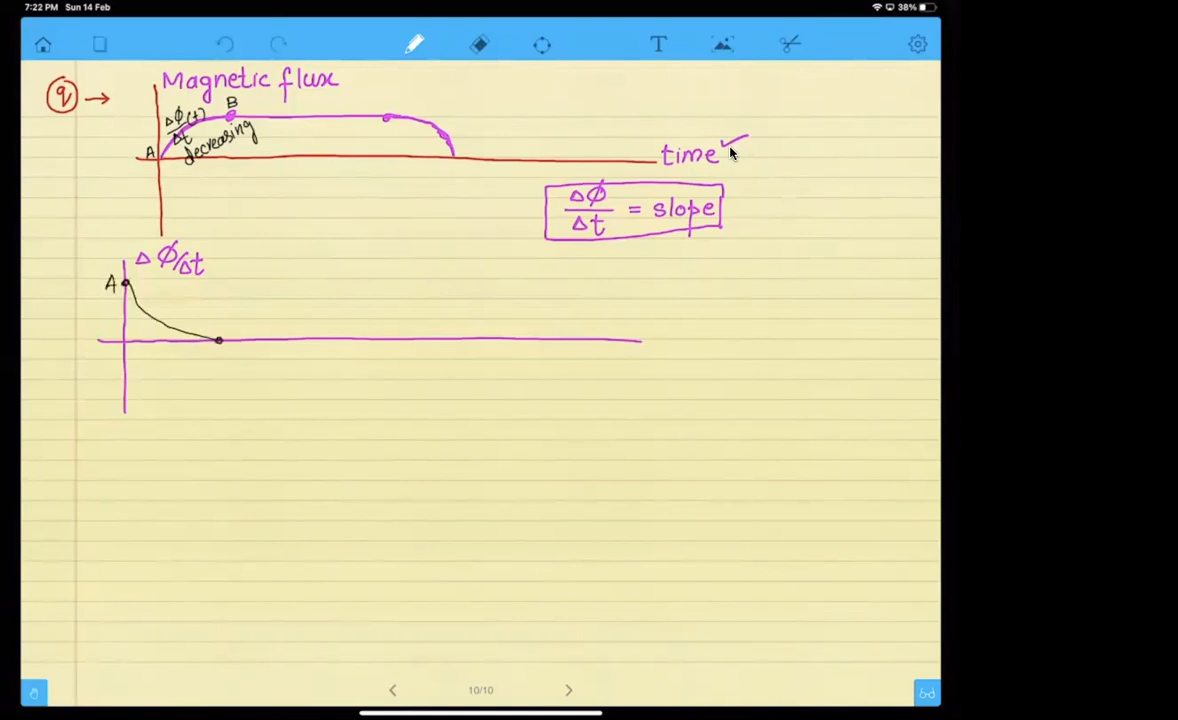 7:22 PM Sun 14 Feb
38%
T
q → Magnetic flux
B
Δϕ(t)
Δt
decreasing
A
time ✓
Δϕ
Δt = slope
Δϕ/Δt
A
10/10